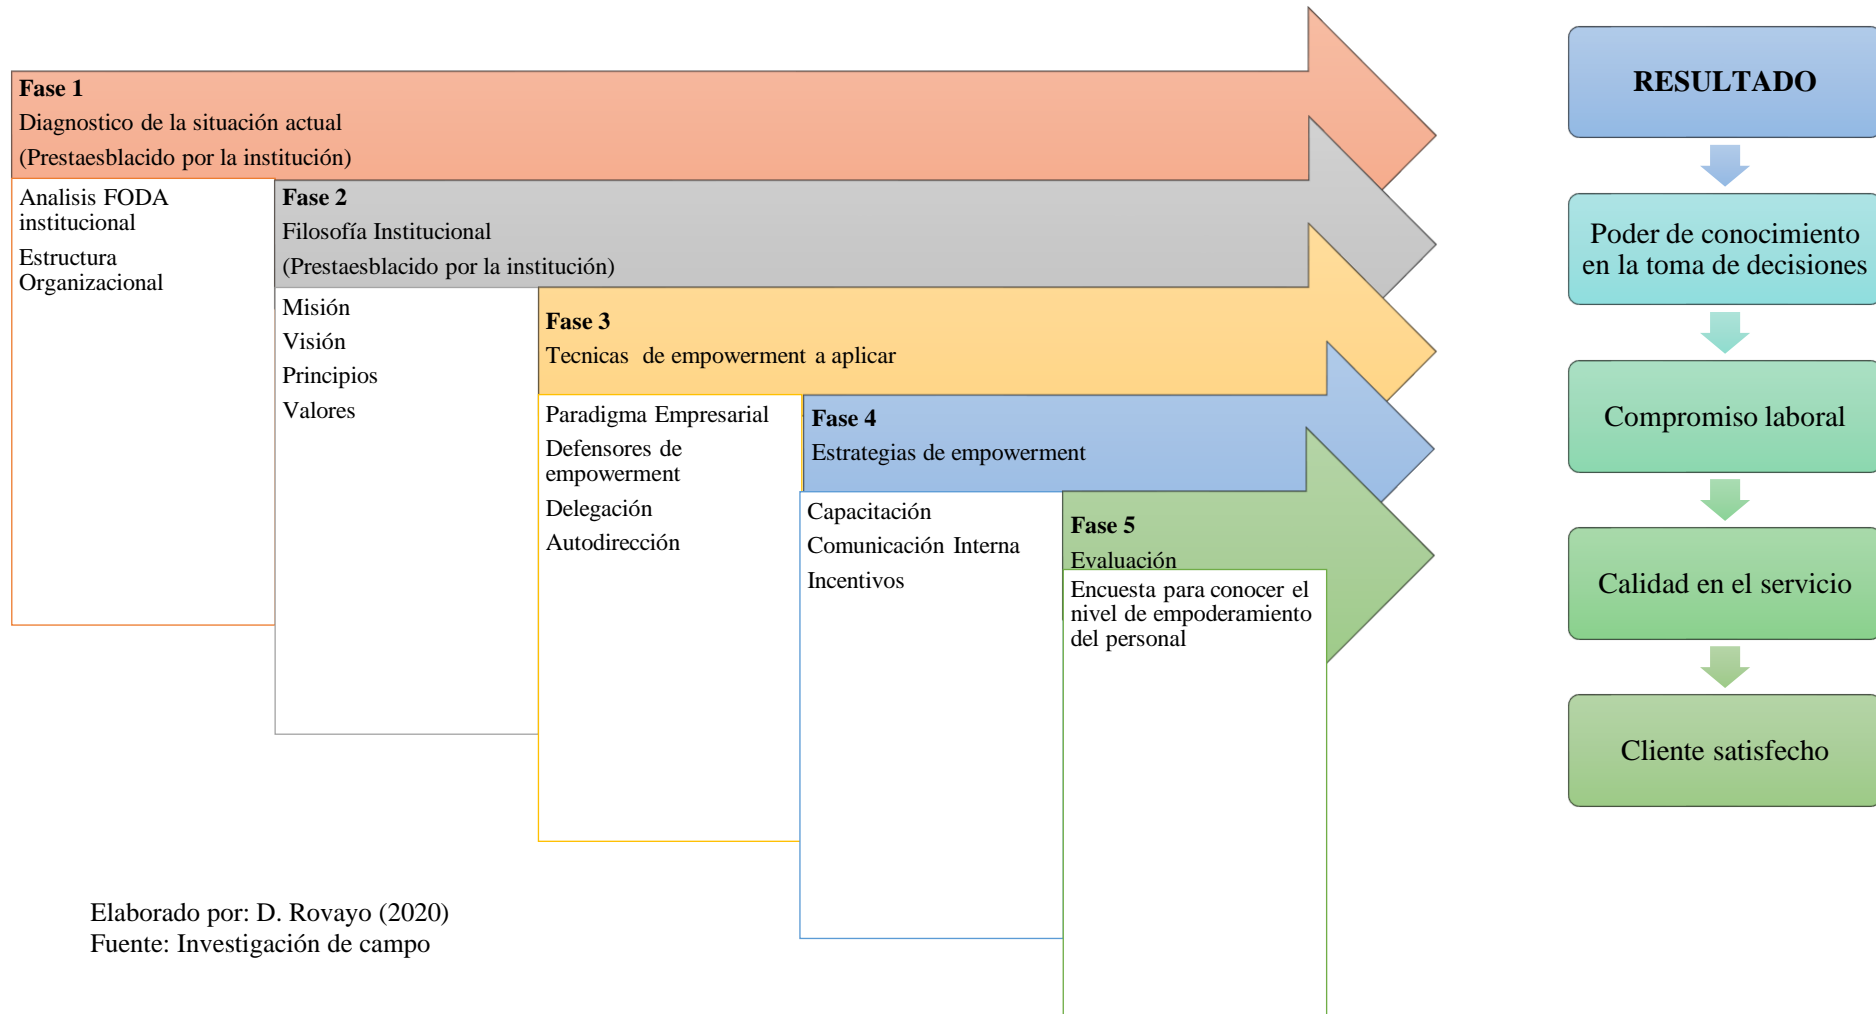 Fase 1
Diagnostico de la situación actual
(Prestaesblacido por la institución)
Analisis FODA
institucional
Estructura
Organizacional
Fase 2
Filosofía Institucional
(Prestaesblacido por la institución)
Misión
Visión
Principios
Valores
Fase 3
Tecnicas de empowerment a aplicar
Paradigma Empresarial
Defensores de
empowerment
Delegación
Autodirección
Fase 4
Estrategias de empowerment
Capacitación
Comunicación Interna
Incentivos
Fase 5
Evaluación
Encuesta para conocer el
nivel de empoderamiento
del personal
RESULTADO
Poder de conocimiento
en la toma de decisiones
Compromiso laboral
Calidad en el servicio
Cliente satisfecho
Elaborado por: D. Rovayo (2020)
Fuente: Investigación de campo